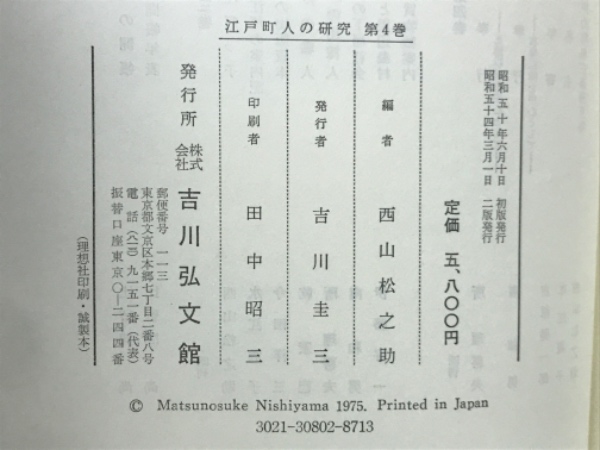 江戸町人の研究 第4巻
昭和五十年六月十日 初版発行
昭和五十四年三月一日 二版発行
定価 五、八〇〇円
編者 西山松之助
発行者 吉川圭三
印刷者 田中昭三
発行所 株式会社 吉川弘文館
郵便番号 一一三
東京都文京区本郷七丁目二番八号
電話(八一三)九一五一番(代表)
振替口座東京〇―二四四番
(理想社印刷・誠製本)
© Matsunosuke Nishiyama 1975. Printed in Japan
3021-30802-8713